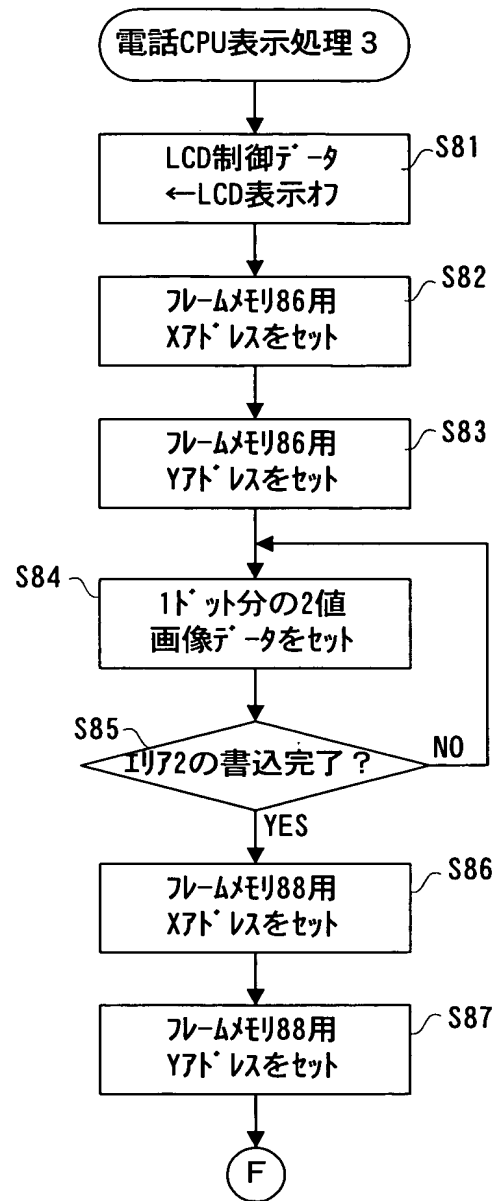 電話CPU表示処理3
LCD制御ﾃﾞｰﾀ
←LCD表示ｵﾌ
S81
ﾌﾚｰﾑﾒﾓﾘ86用
Xｱﾄﾞﾚｽをｾｯﾄ
S82
ﾌﾚｰﾑﾒﾓﾘ86用
Yｱﾄﾞﾚｽをｾｯﾄ
S83
S84
1ﾄﾞｯﾄ分の2値
画像ﾃﾞｰﾀをｾｯﾄ
S85
ｴﾘｱ2の書込完了?
NO
YES
ﾌﾚｰﾑﾒﾓﾘ88用
Xｱﾄﾞﾚｽをｾｯﾄ
S86
ﾌﾚｰﾑﾒﾓﾘ88用
Yｱﾄﾞﾚｽをｾｯﾄ
S87
F